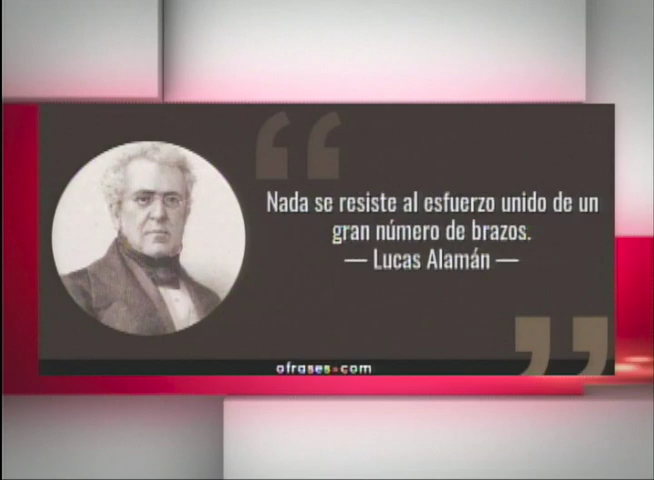 Nada se resiste al esfuerzo unido de un
gran número de brazos.
— Lucas Alamán —
afrases.com